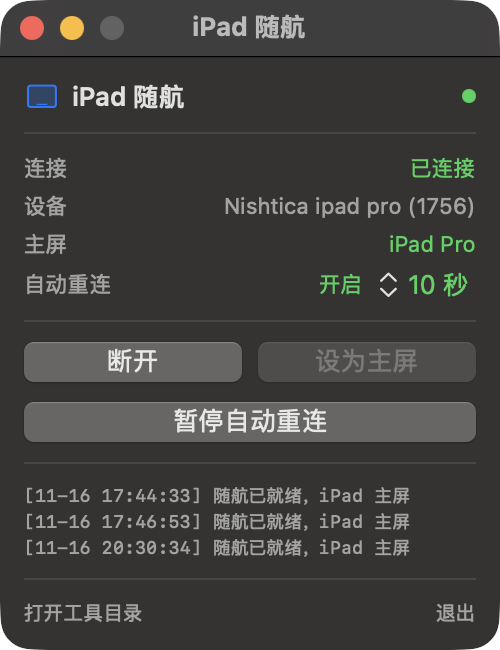 iPad 随航
iPad 随航
连接 已连接
设备 Nishtica ipad pro (1756)
主屏 iPad Pro
自动重连 开启 10 秒
断开 设为主屏
暂停自动重连
[11-16 17:44:33] 随航已就绪, iPad 主屏
[11-16 17:46:53] 随航已就绪, iPad 主屏
[11-16 20:30:34] 随航已就绪, iPad 主屏
打开工具目录 退出